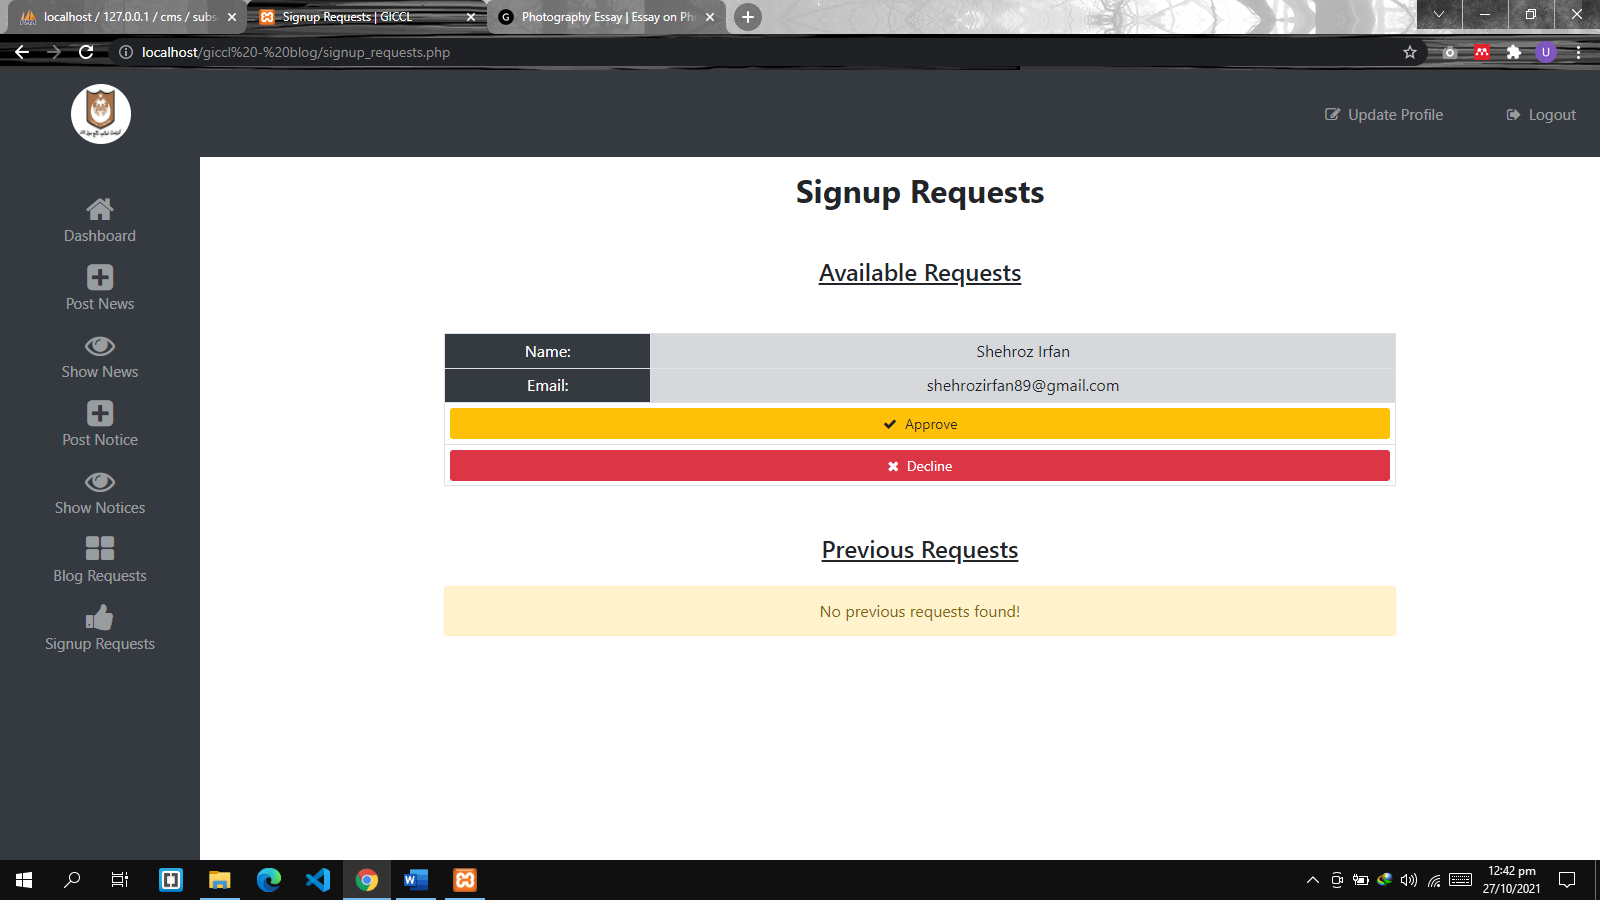 localhost / 127.0.0.1 / cms / subs
Signup Requests | GICCL
Photography Essay | Essay on Ph
localhost/giccl%20-%20blog/signup_requests.php
U
Update Profile
Logout
Dashboard
Post News
Show News
Post Notice
Show Notices
Blog Requests
Signup Requests
Signup Requests
Available Requests
Name: Shehroz Irfan
Email: shehrozirfan89@gmail.com
Approve
Decline
Previous Requests
No previous requests found!
12:42 pm
27/10/2021